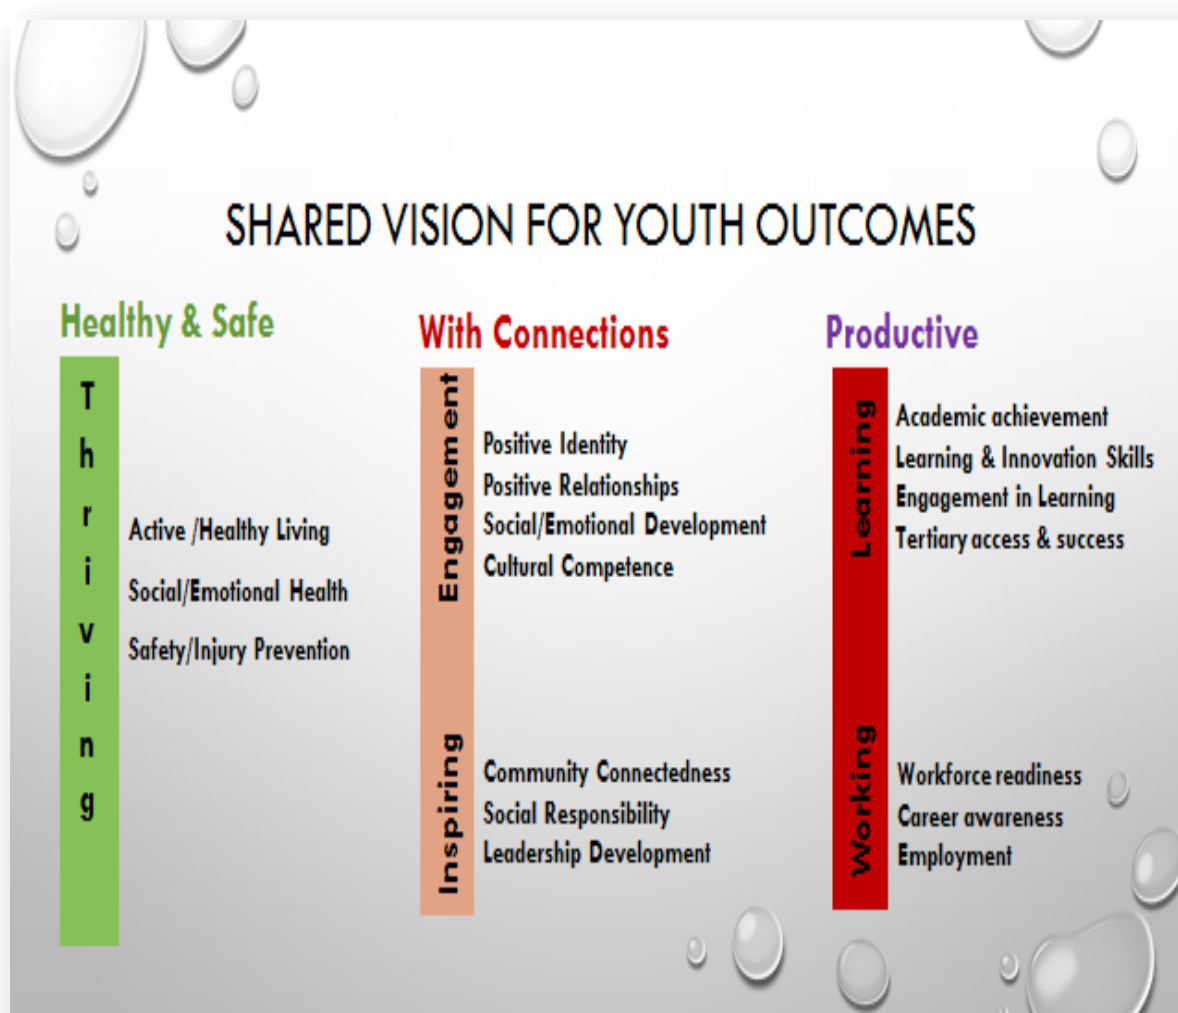 SHARED VISION FOR YOUTH OUTCOMES
Healthy & Safe
Thriving
Active /Healthy Living
Social/Emotional Health
Safety/Injury Prevention
With Connections
Engagement
Positive Identity
Positive Relationships
Social/Emotional Development
Cultural Competence
Inspiring
Community Connectedness
Social Responsibility
Leadership Development
Productive
Learning
Academic achievement
Learning & Innovation Skills
Engagement in Learning
Tertiary access & success
Working
Workforce readiness
Career awareness
Employment